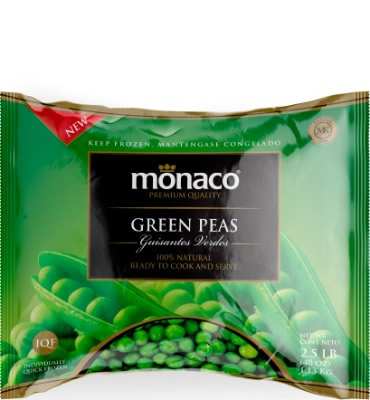 NEW
MK
KEEP FROZEN, MANTENGASE CONGELADO
mōnaco
PREMIUM QUALITY
GREEN PEAS
Guisantes Verdes
100% NATURAL
READY TO COOK AND SERVE
IQF
INDIVIDUALLY
QUICK FROZEN
NET WT.
CONT. NETO
2.5 LB
(40 OZ)
1.13 KG